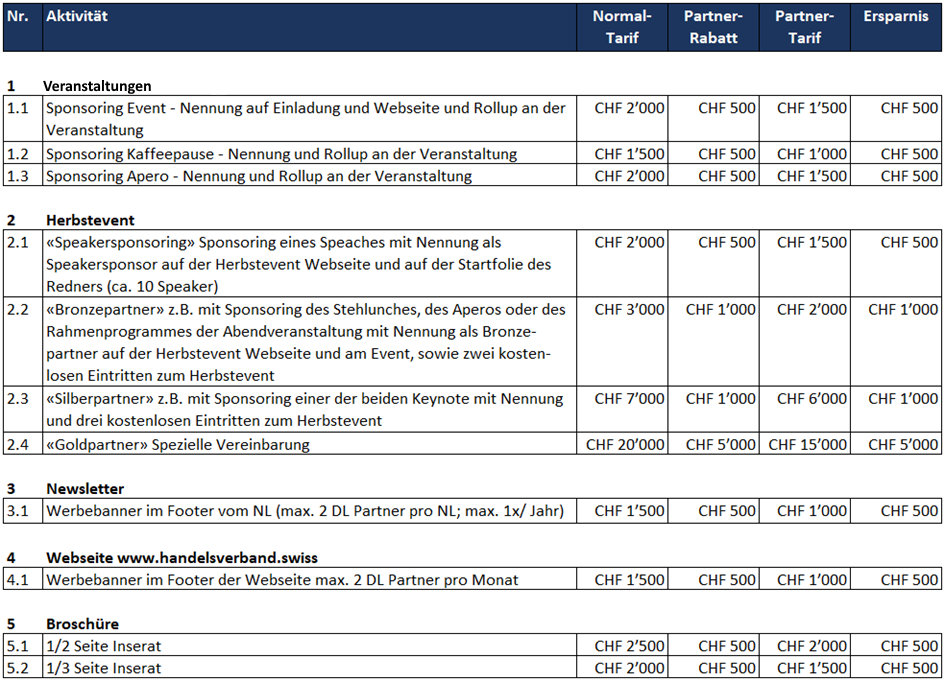 Nr. Aktivität Normal- Partner- Partner- Ersparnis
Tarif Rabatt Tarif
1 Veranstaltungen
1.1 Sponsoring Event - Nennung auf Einladung und Webseite und Rollup an der CHF 2’000 CHF 500 CHF 1’500 CHF 500
Veranstaltung
1.2 Sponsoring Kaffeepause - Nennung und Rollup an der Veranstaltung CHF 1’500 CHF 500 CHF 1’000 CHF 500
1.3 Sponsoring Apero - Nennung und Rollup an der Veranstaltung CHF 2’000 CHF 500 CHF 1’500 CHF 500
2 Herbstevent
2.1 «Speakersponsoring» Sponsoring eines Speaches mit Nennung als CHF 2’000 CHF 500 CHF 1’500 CHF 500
Speakersponsor auf der Herbstevent Webseite und auf der Startfolie des
Redners (ca. 10 Speaker)
2.2 «Bronzepartner» z.B. mit Sponsoring des Stehlunches, des Aperos oder des CHF 3’000 CHF 1’000 CHF 2’000 CHF 1’000
Rahmenprogrammes der Abendveranstaltung mit Nennung als Bronze-
partner auf der Herbstevent Webseite und am Event, sowie zwei kosten-
losen Eintritten zum Herbstevent
2.3 «Silberpartner» z.B. mit Sponsoring einer der beiden Keynote mit Nennung CHF 7’000 CHF 1’000 CHF 6’000 CHF 1’000
und drei kostenlosen Eintritten zum Herbstevent
2.4 «Goldpartner» Spezielle Vereinbarung CHF 20’000 CHF 5’000 CHF 15’000 CHF 5’000
3 Newsletter
3.1 Werbebanner im Footer vom NL (max. 2 DL Partner pro NL; max. 1x/ Jahr) CHF 1’500 CHF 500 CHF 1’000 CHF 500
4 Webseite www.handelsverband.swiss
4.1 Werbebanner im Footer der Webseite max. 2 DL Partner pro Monat CHF 1’500 CHF 500 CHF 1’000 CHF 500
5 Broschüre
5.1 1/2 Seite Inserat CHF 2’500 CHF 500 CHF 2’000 CHF 500
5.2 1/3 Seite Inserat CHF 2’000 CHF 500 CHF 1’500 CHF 500